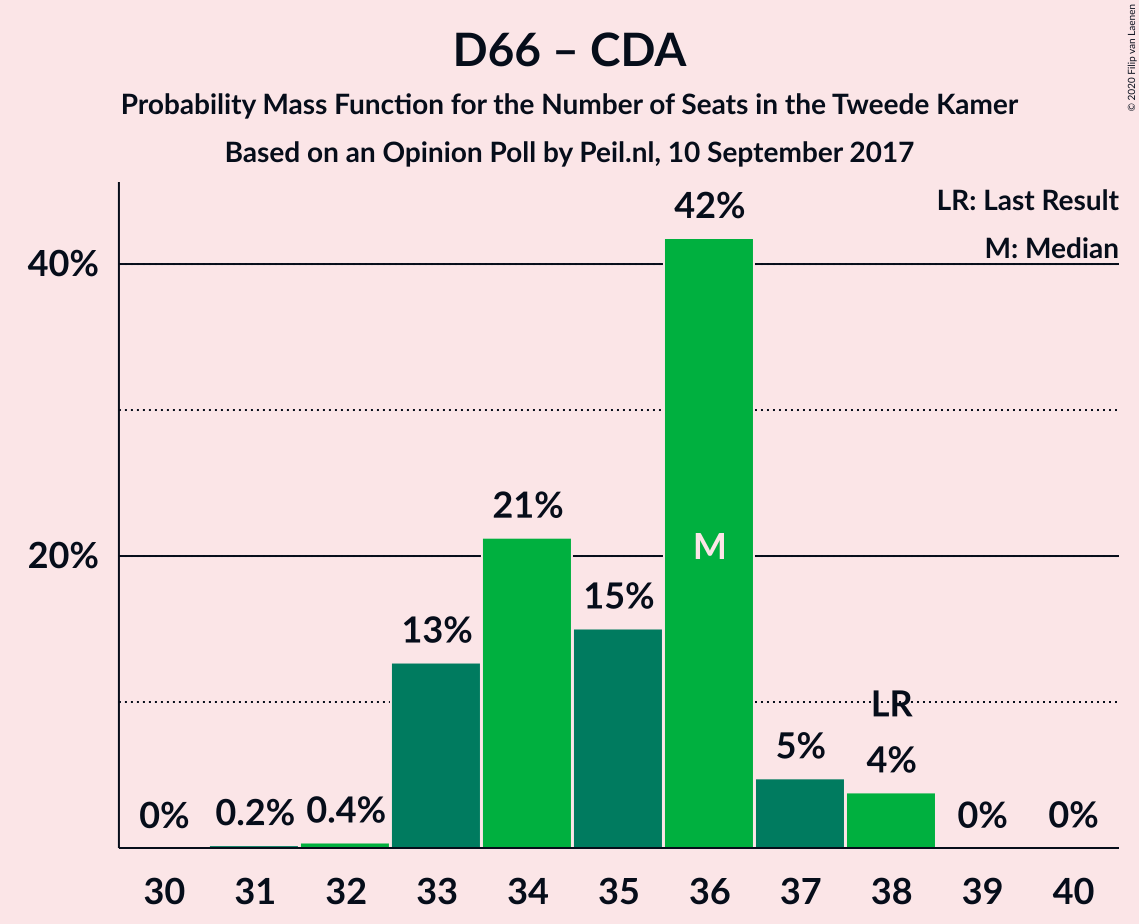 D66 – CDA
Probability Mass Function for the Number of Seats in the Tweede Kamer
Based on an Opinion Poll by Peil.nl, 10 September 2017
© 2020 Filip van Laenen
LR: Last Result
M: Median
40%
20%
0%
0.2%
0.4%
13%
21%
15%
42%
M
5%
LR
4%
0%
0%
30 31 32 33 34 35 36 37 38 39 40